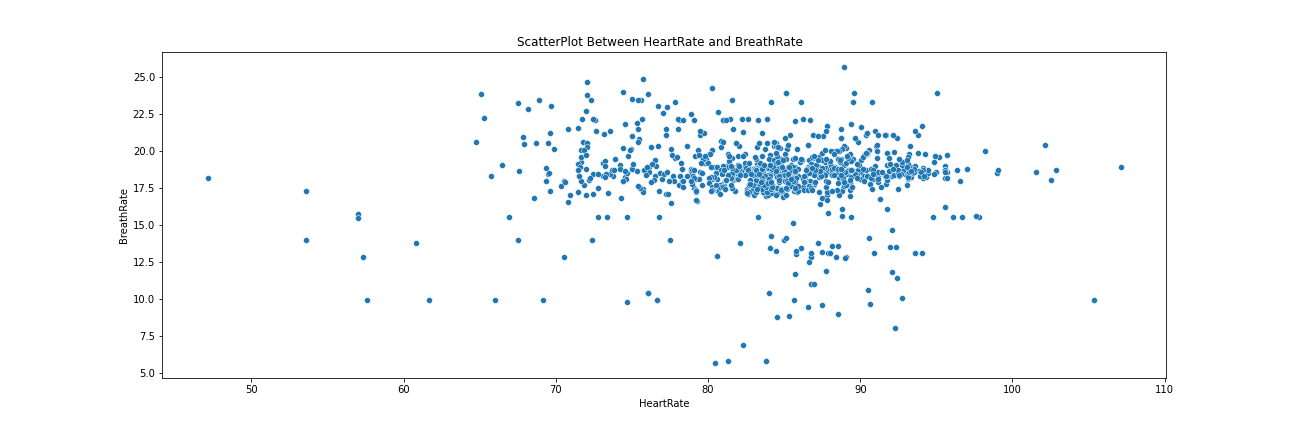 ScatterPlot Between HeartRate and BreathRate
BreathRate
25.0
22.5
20.0
17.5
15.0
12.5
10.0
7.5
5.0
50 60 70 80 90 100 110
HeartRate